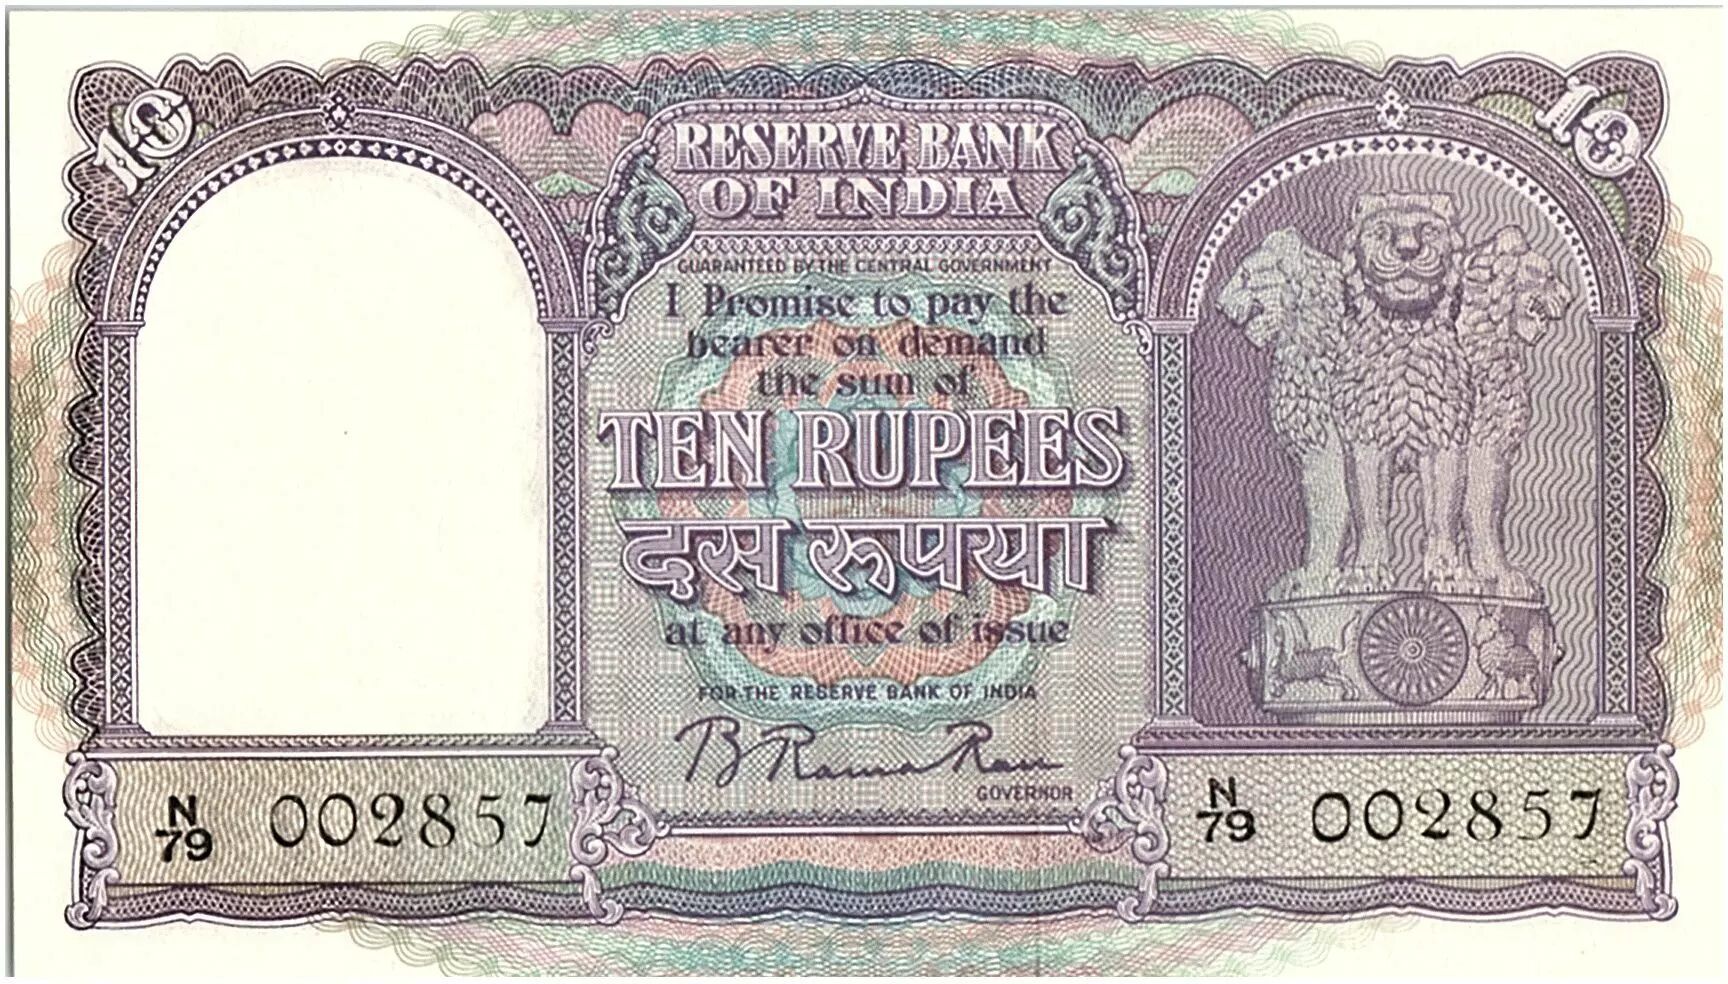 10
10
RESERVE BANK
OF INDIA
GUARANTEED BY THE CENTRAL GOVERNMENT
I Promise to pay the
bearer on demand
the sum of
TEN RUPEES
दस रूपया
at any office of issue
FOR THE RESERVE BANK OF INDIA
B Rama Rau
GOVERNOR
N/79 002857
N/79 002857